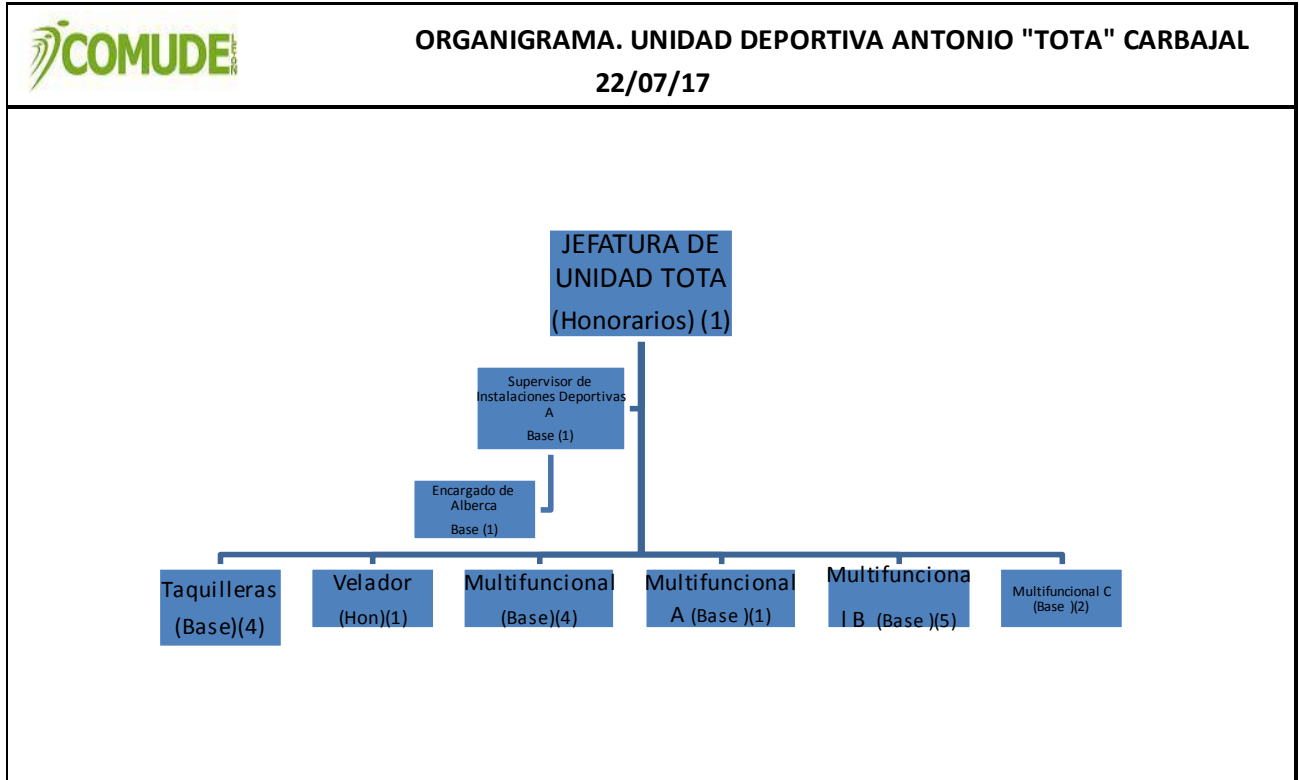 COMUDE LEÓN
ORGANIGRAMA. UNIDAD DEPORTIVA ANTONIO "TOTA" CARBAJAL
22/07/17
JEFATURA DE
UNIDAD TOTA
(Honorarios) (1)
Supervisor de
Instalaciones Deportivas
A
Base (1)
Encargado de
Alberca
Base (1)
Taquilleras
(Base)(4)
Velador
(Hon)(1)
Multifuncional
(Base)(4)
Multifuncional
A (Base )(1)
Multifunciona
l B (Base )(5)
Multifuncional C
(Base )(2)